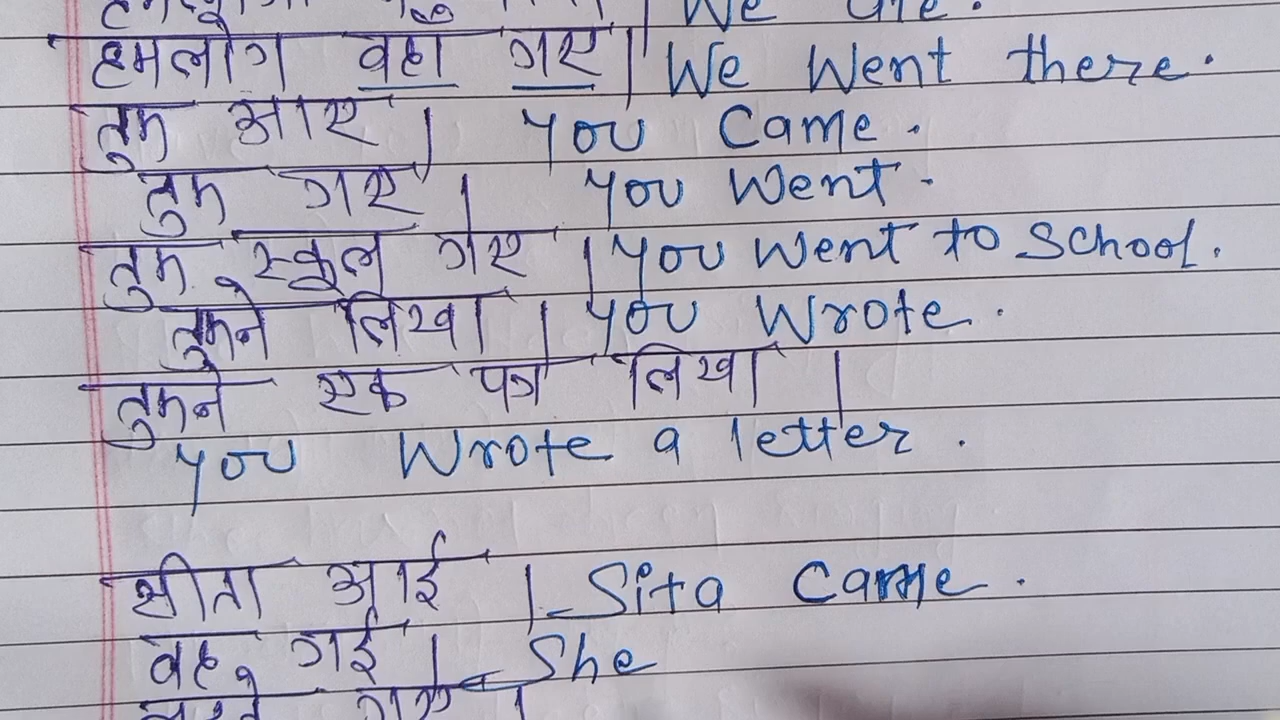 We
हमलोग वहाँ गए। We Went there.
तुम आए। You Came.
तुम गए। You Went.
तुम स्कूल गए। You Went to School.
तुमने लिखा। You Wrote.
तुमने एक पत्र लिखा।
You Wrote a letter.
सीता आई। Sita Came.
वह गई। She